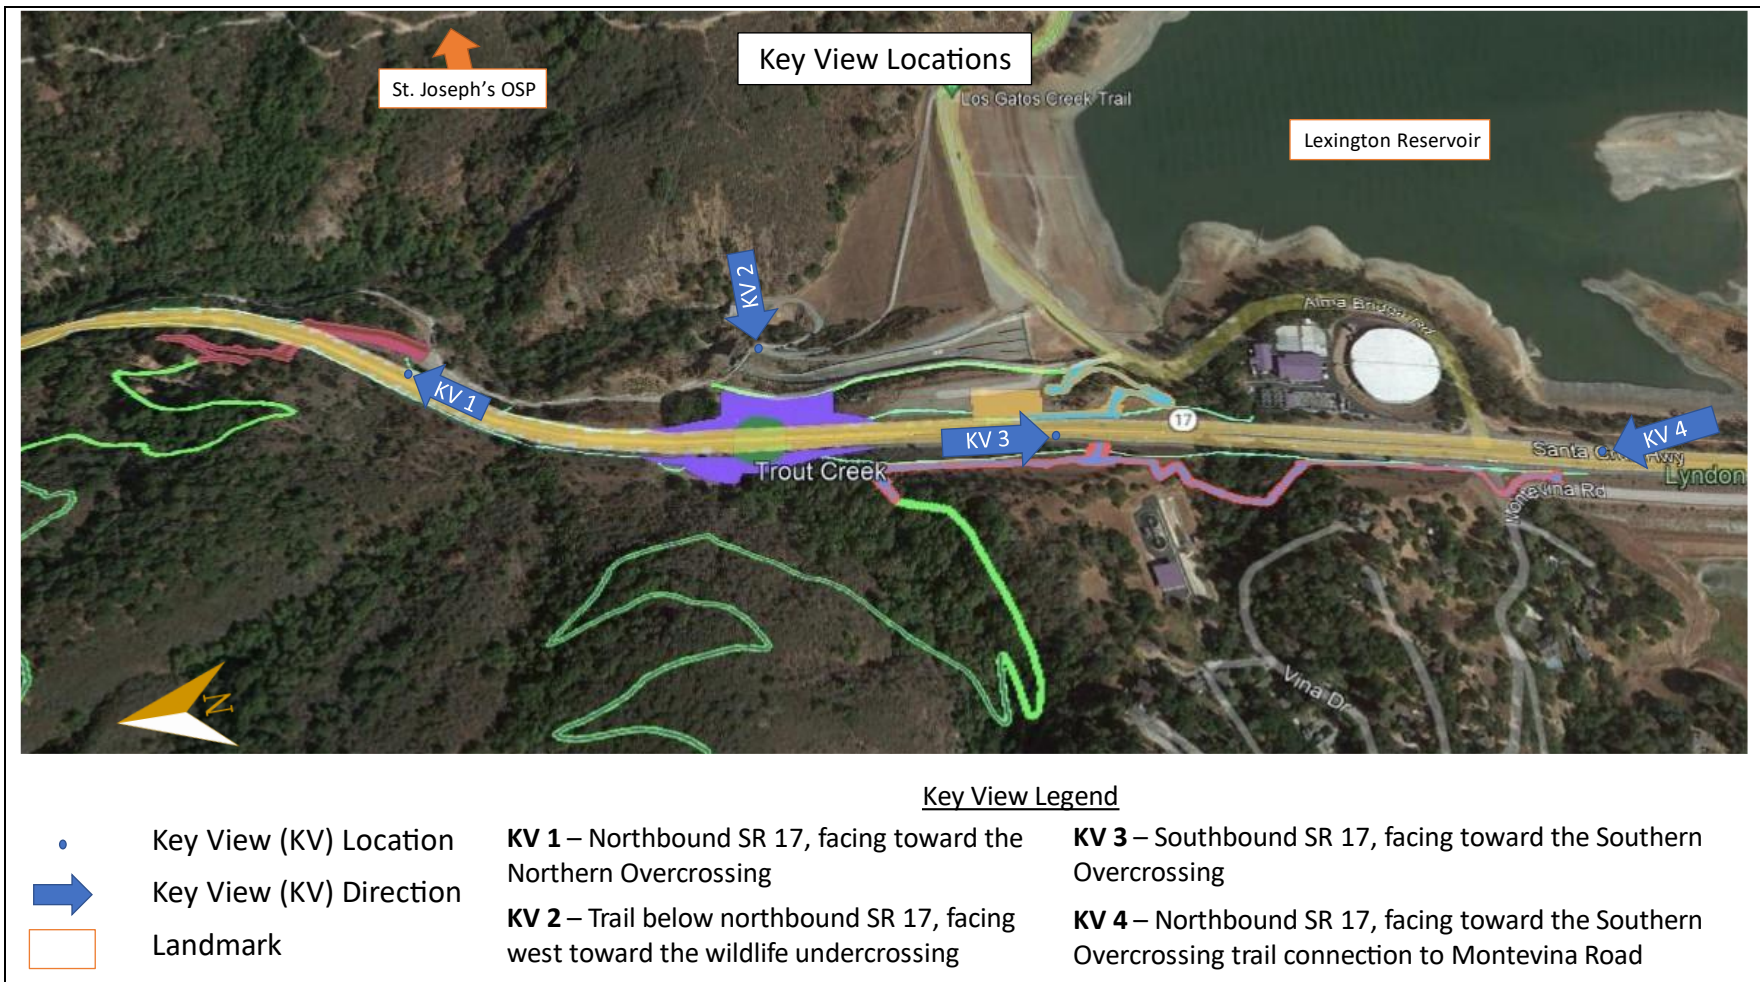 Key View Locations
St. Joseph's OSP
Los Gatos Creek Trail
Lexington Reservoir
KV 2
Alma Bridge Rd
KV 1
17
KV 3
KV 4
Trout Creek
Santa Cruz Hwy
Lyndon
Montevina Rd
Vina Dr
N
Key View Legend
Key View (KV) Location
Key View (KV) Direction
Landmark
KV 1 – Northbound SR 17, facing toward the
Northern Overcrossing
KV 2 – Trail below northbound SR 17, facing
west toward the wildlife undercrossing
KV 3 – Southbound SR 17, facing toward the Southern
Overcrossing
KV 4 – Northbound SR 17, facing toward the Southern
Overcrossing trail connection to Montevina Road